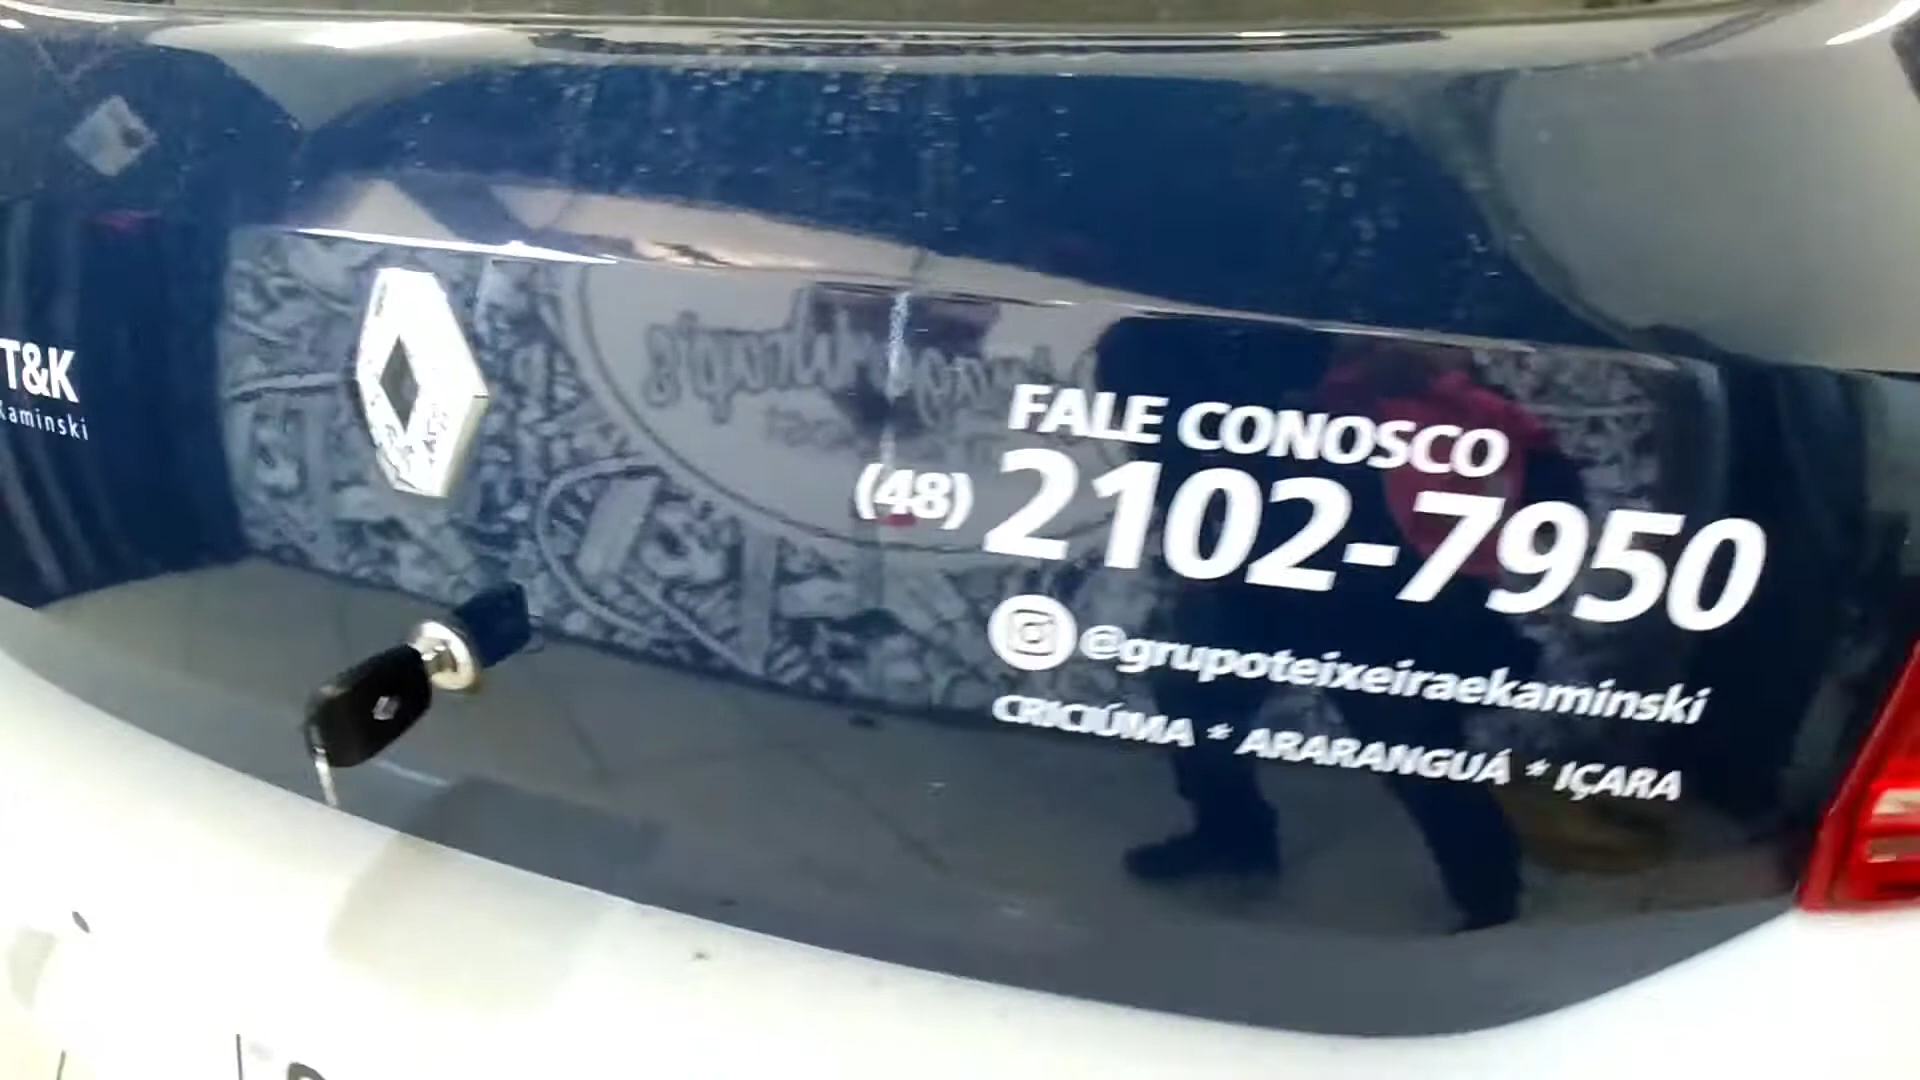 T&K
Kaminski
FALE CONOSCO
(48) 2102-7950
@grupoteixeiraekaminski
CRICIÚMA * ARARANGUÁ * IÇARA